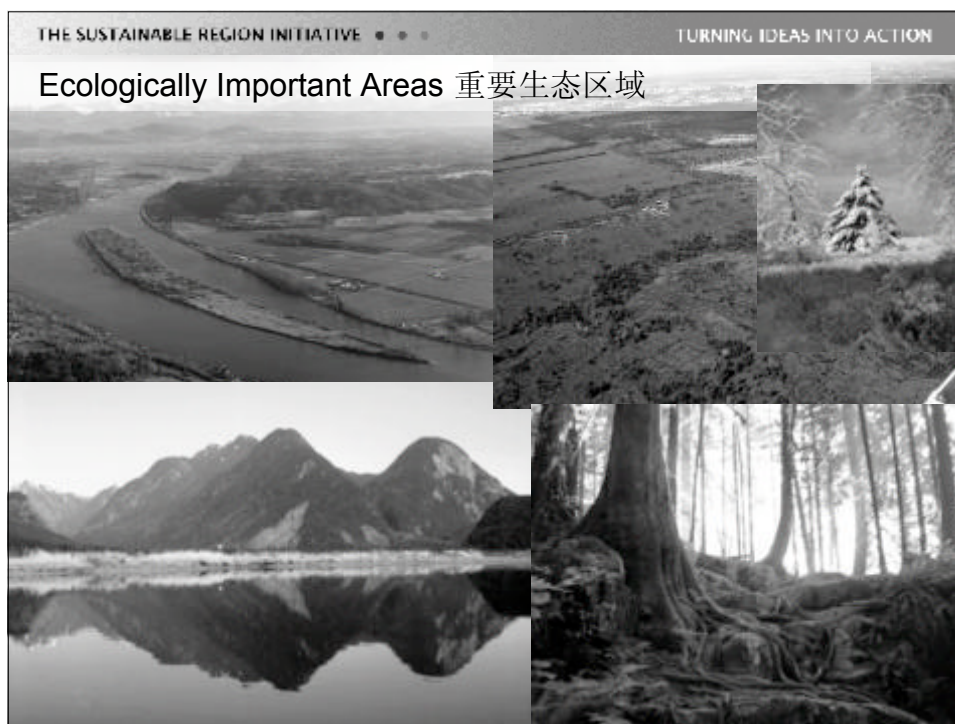 THE SUSTAINABLE REGION INITIATIVE
TURNING IDEAS INTO ACTION
Ecologically Important Areas 重要生态区域